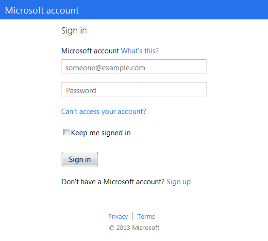 Microsoft account
Sign in
Microsoft account What's this?
someone@example.com
Password
Can't access your account?
Keep me signed in
Sign in
Don't have a Microsoft account? Sign up
Privacy | Terms
© 2013 Microsoft